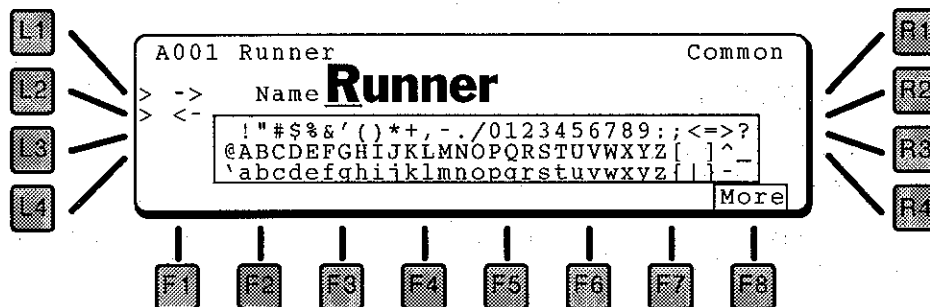 L1 R1
A001 Runner Common
L2 R2
> -> Name Runner
> <-
!"#$%&'()*+,-./0123456789:;<=>?
L3 @ABCDEFGHIJKLMNOPQRSTUVWXYZ[ ]^_ R3
`abcdefghijklmnopqrstuvwxyz{|}-
L4 More R4
F1 F2 F3 F4 F5 F6 F7 F8